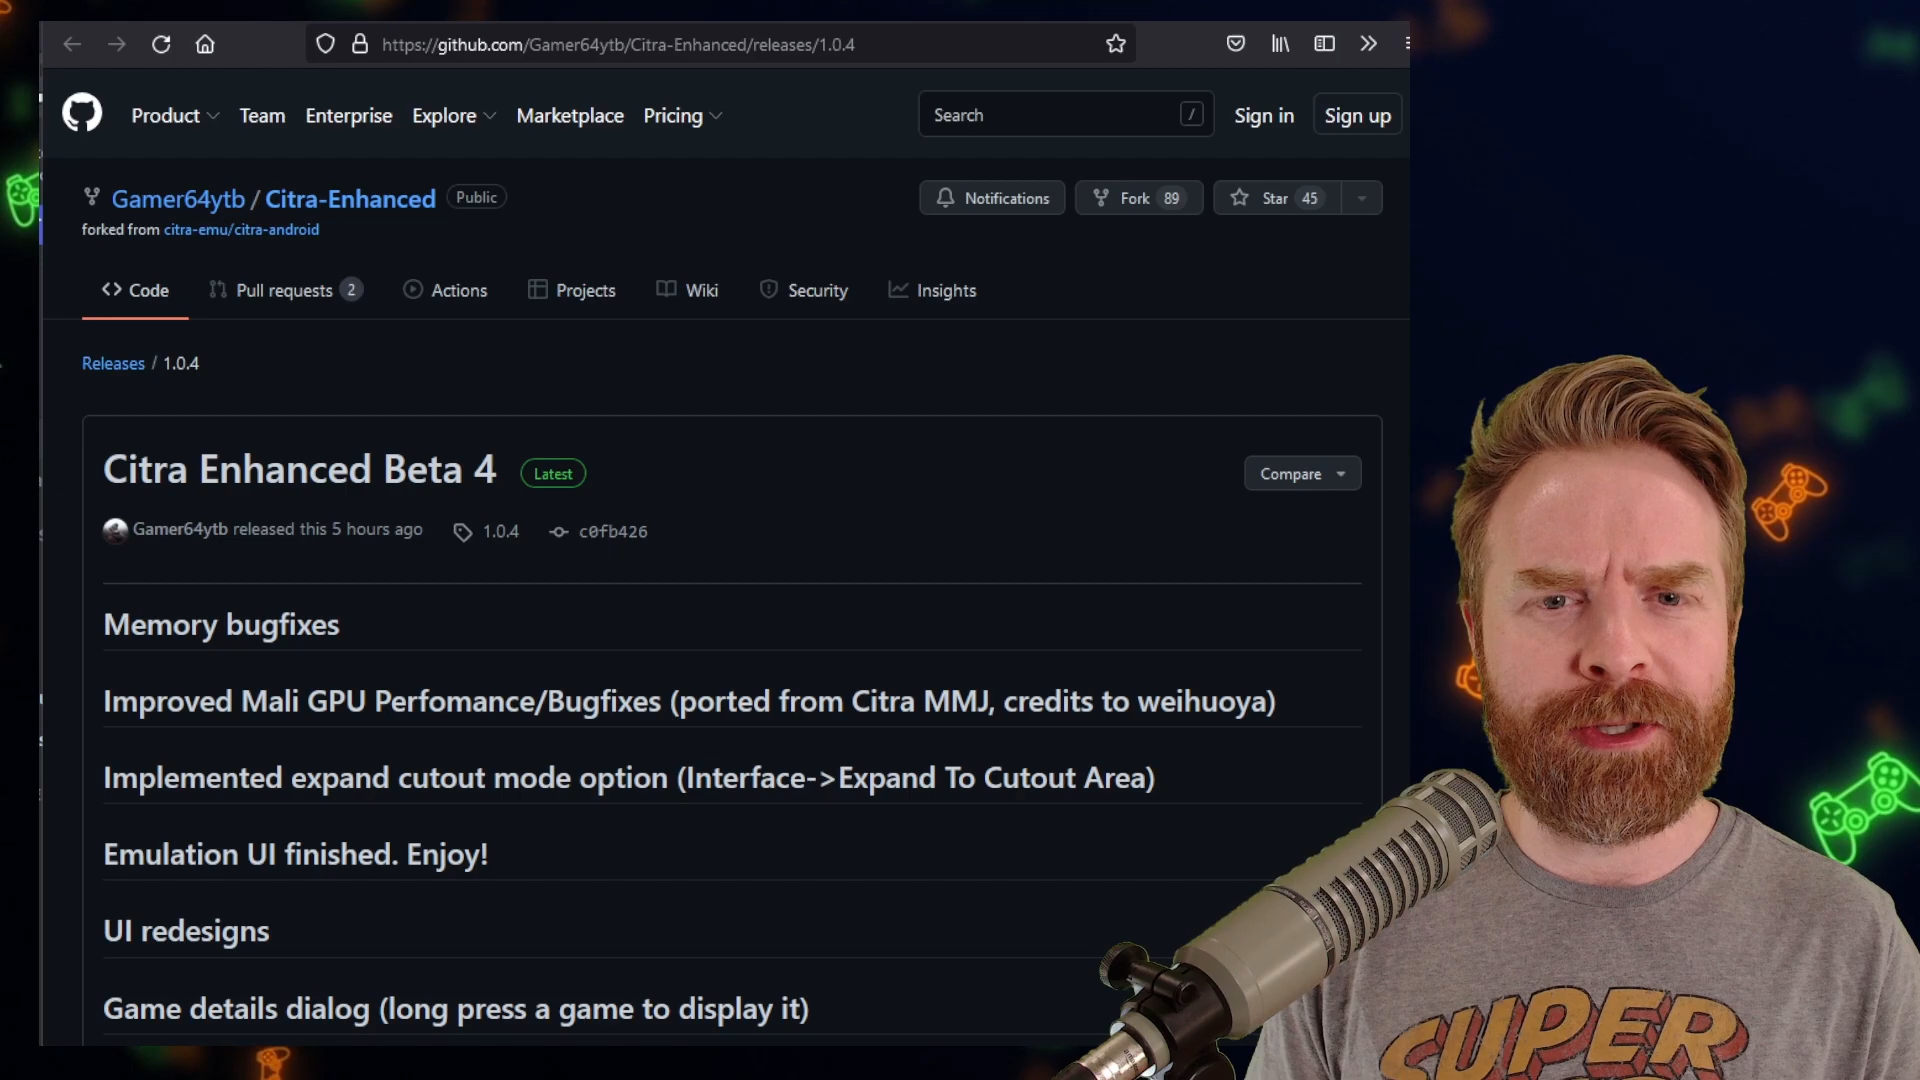 https://github.com/Gamer64ytb/Citra-Enhanced/releases/1.0.4
Product Team Enterprise Explore Marketplace Pricing Search / Sign in Sign up
Gamer64ytb / Citra-Enhanced Public Notifications Fork 89 Star 45
forked from citra-emu/citra-android
<> Code Pull requests 2 Actions Projects Wiki Security Insights
Releases / 1.0.4
Citra Enhanced Beta 4 Latest Compare
Gamer64ytb released this 5 hours ago 1.0.4 c0fb426
Memory bugfixes
Improved Mali GPU Perfomance/Bugfixes (ported from Citra MMJ, credits to weihuoya)
Implemented expand cutout mode option (Interface->Expand To Cutout Area)
Emulation UI finished. Enjoy!
UI redesigns
Game details dialog (long press a game to display it)
SUPER